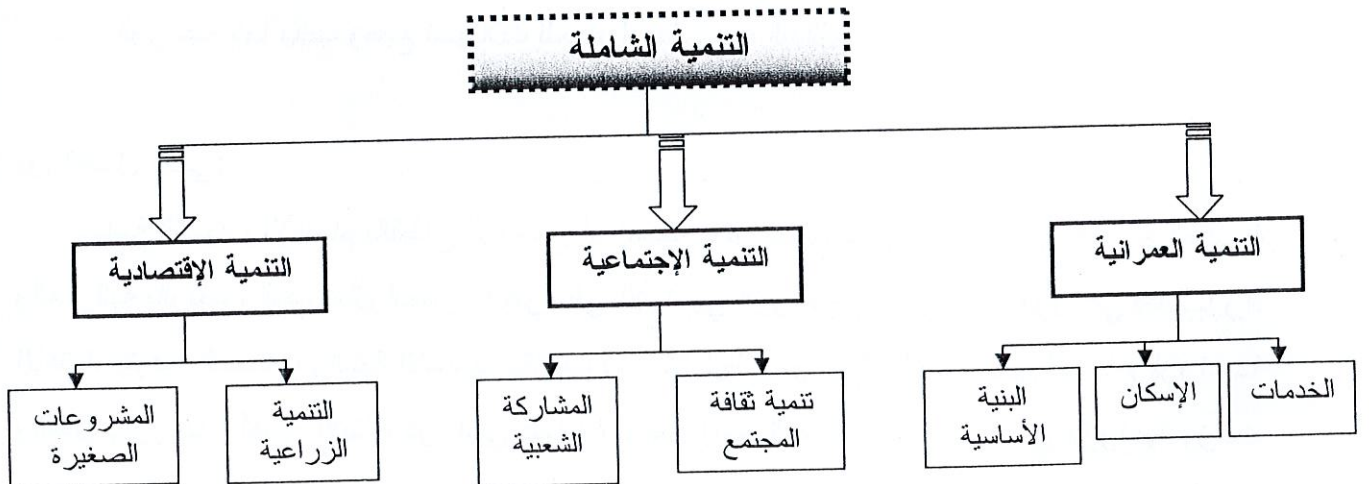 التنمية الشاملة
التنمية العمرانية
التنمية الإجتماعية
التنمية الإقتصادية
الخدمات
الإسكان
البنية
الأساسية
تنمية ثقافة
المجتمع
المشاركة
الشعبية
التنمية
الزراعية
المشروعات
الصغيرة